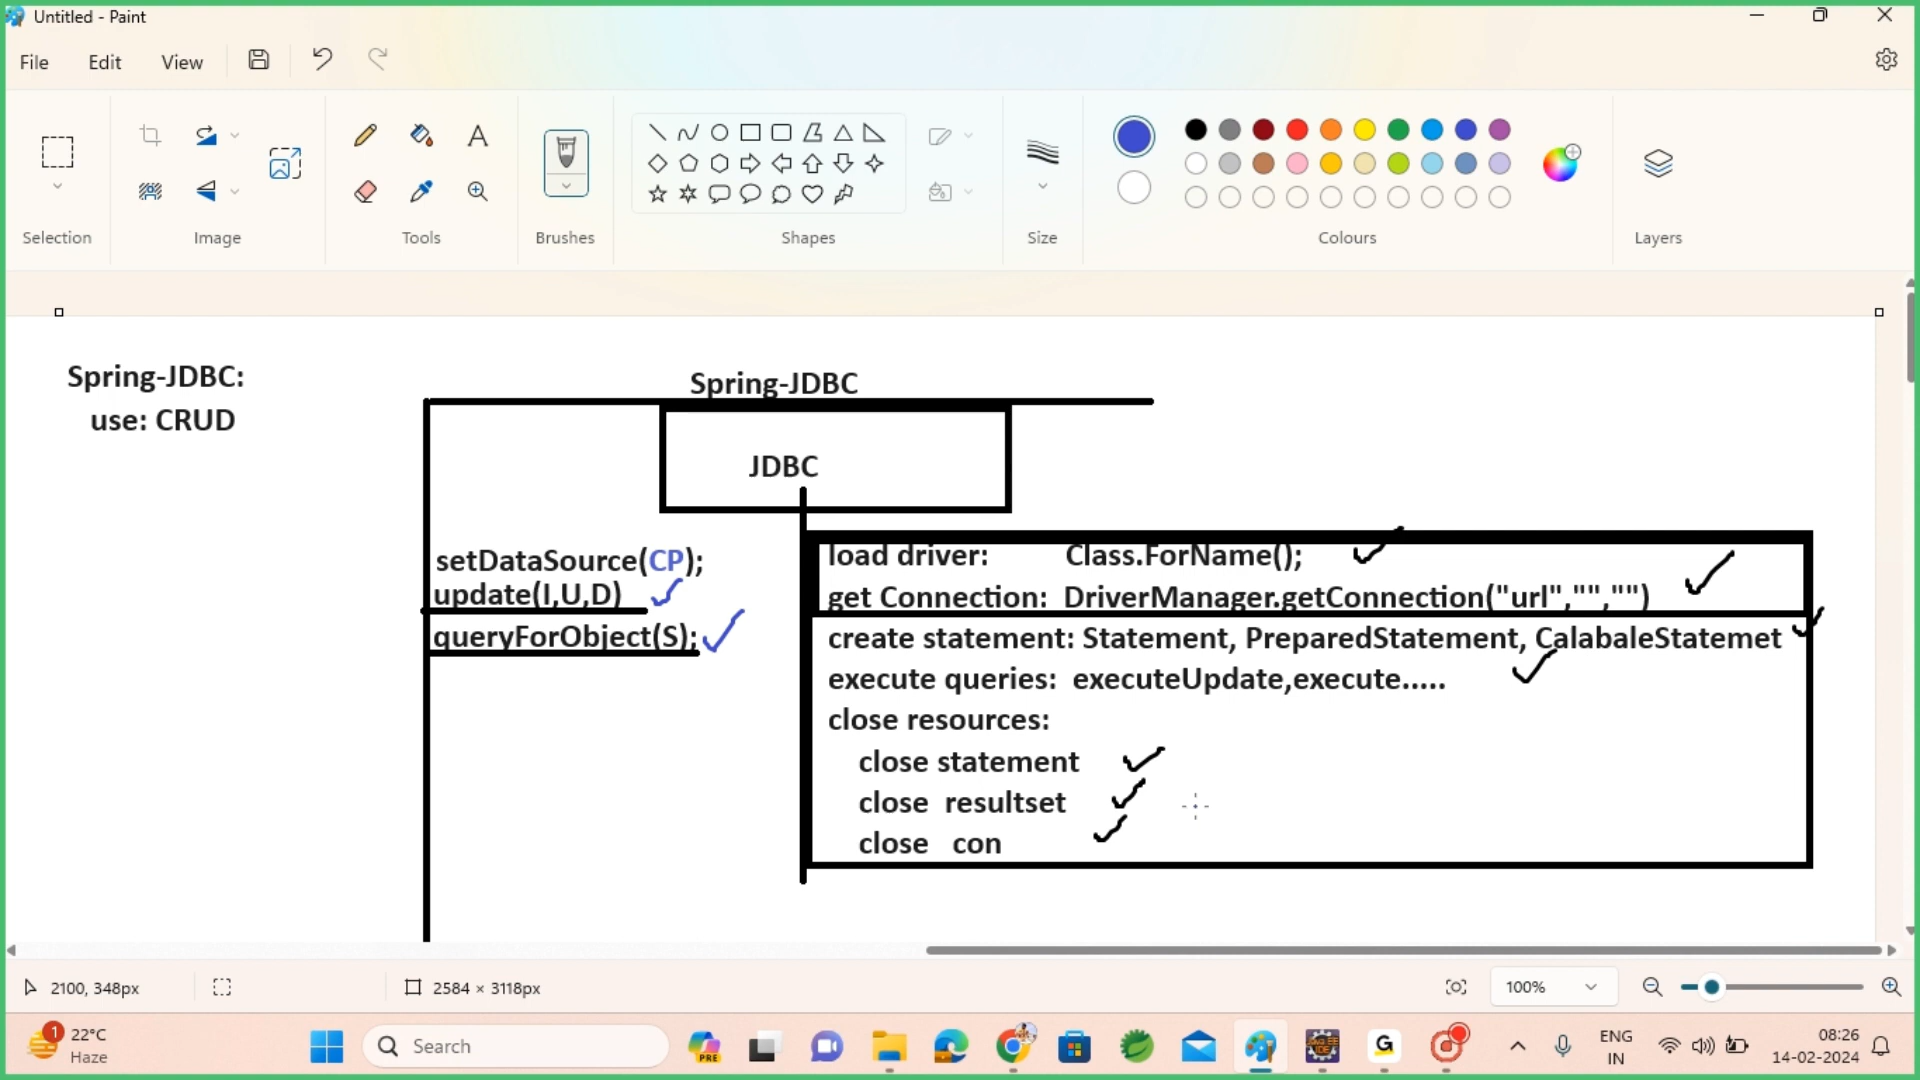 Untitled - Paint
File Edit View
Selection
Image
Tools
Brushes
Shapes
Size
Colours
Layers
Spring-JDBC:
use: CRUD
Spring-JDBC
JDBC
setDataSource(CP);
update(I,U,D)
queryForObject(S);
load driver: Class.ForName();
get Connection: DriverManager.getConnection("url","","")
create statement: Statement, PreparedStatement, CalabaleStatemet
execute queries: executeUpdate,execute.....
close resources:
close statement
close resultset
close con
2100, 348px
2584 × 3118px
100%
1
22°C
Haze
Search
PRE
ENG
IN
08:26
14-02-2024